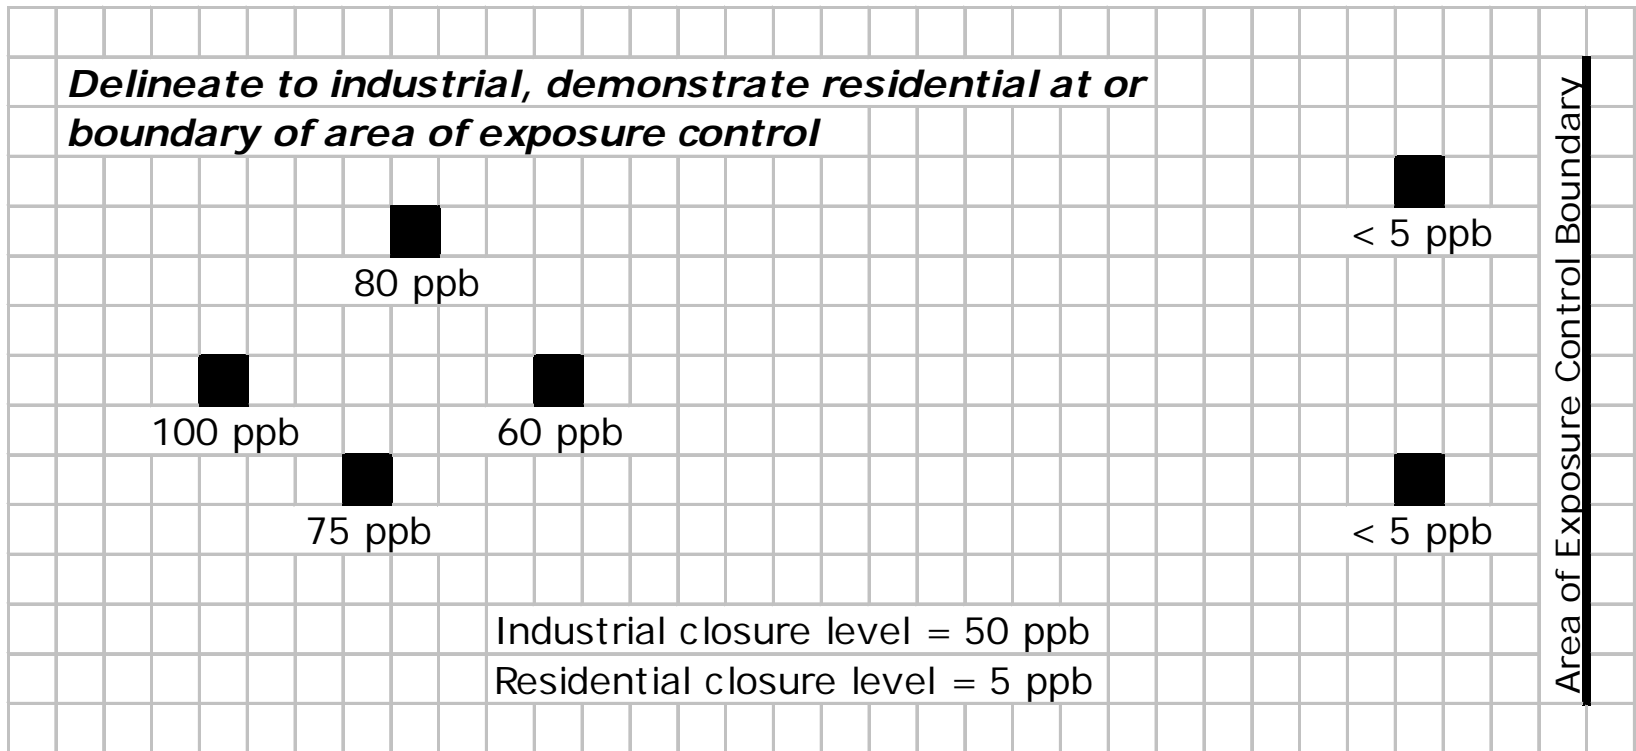 Delineate to industrial, demonstrate residential at or
boundary of area of exposure control
< 5 ppb
80 ppb
100 ppb
60 ppb
75 ppb
< 5 ppb
Industrial closure level = 50 ppb
Residential closure level = 5 ppb
Area of Exposure Control Boundary